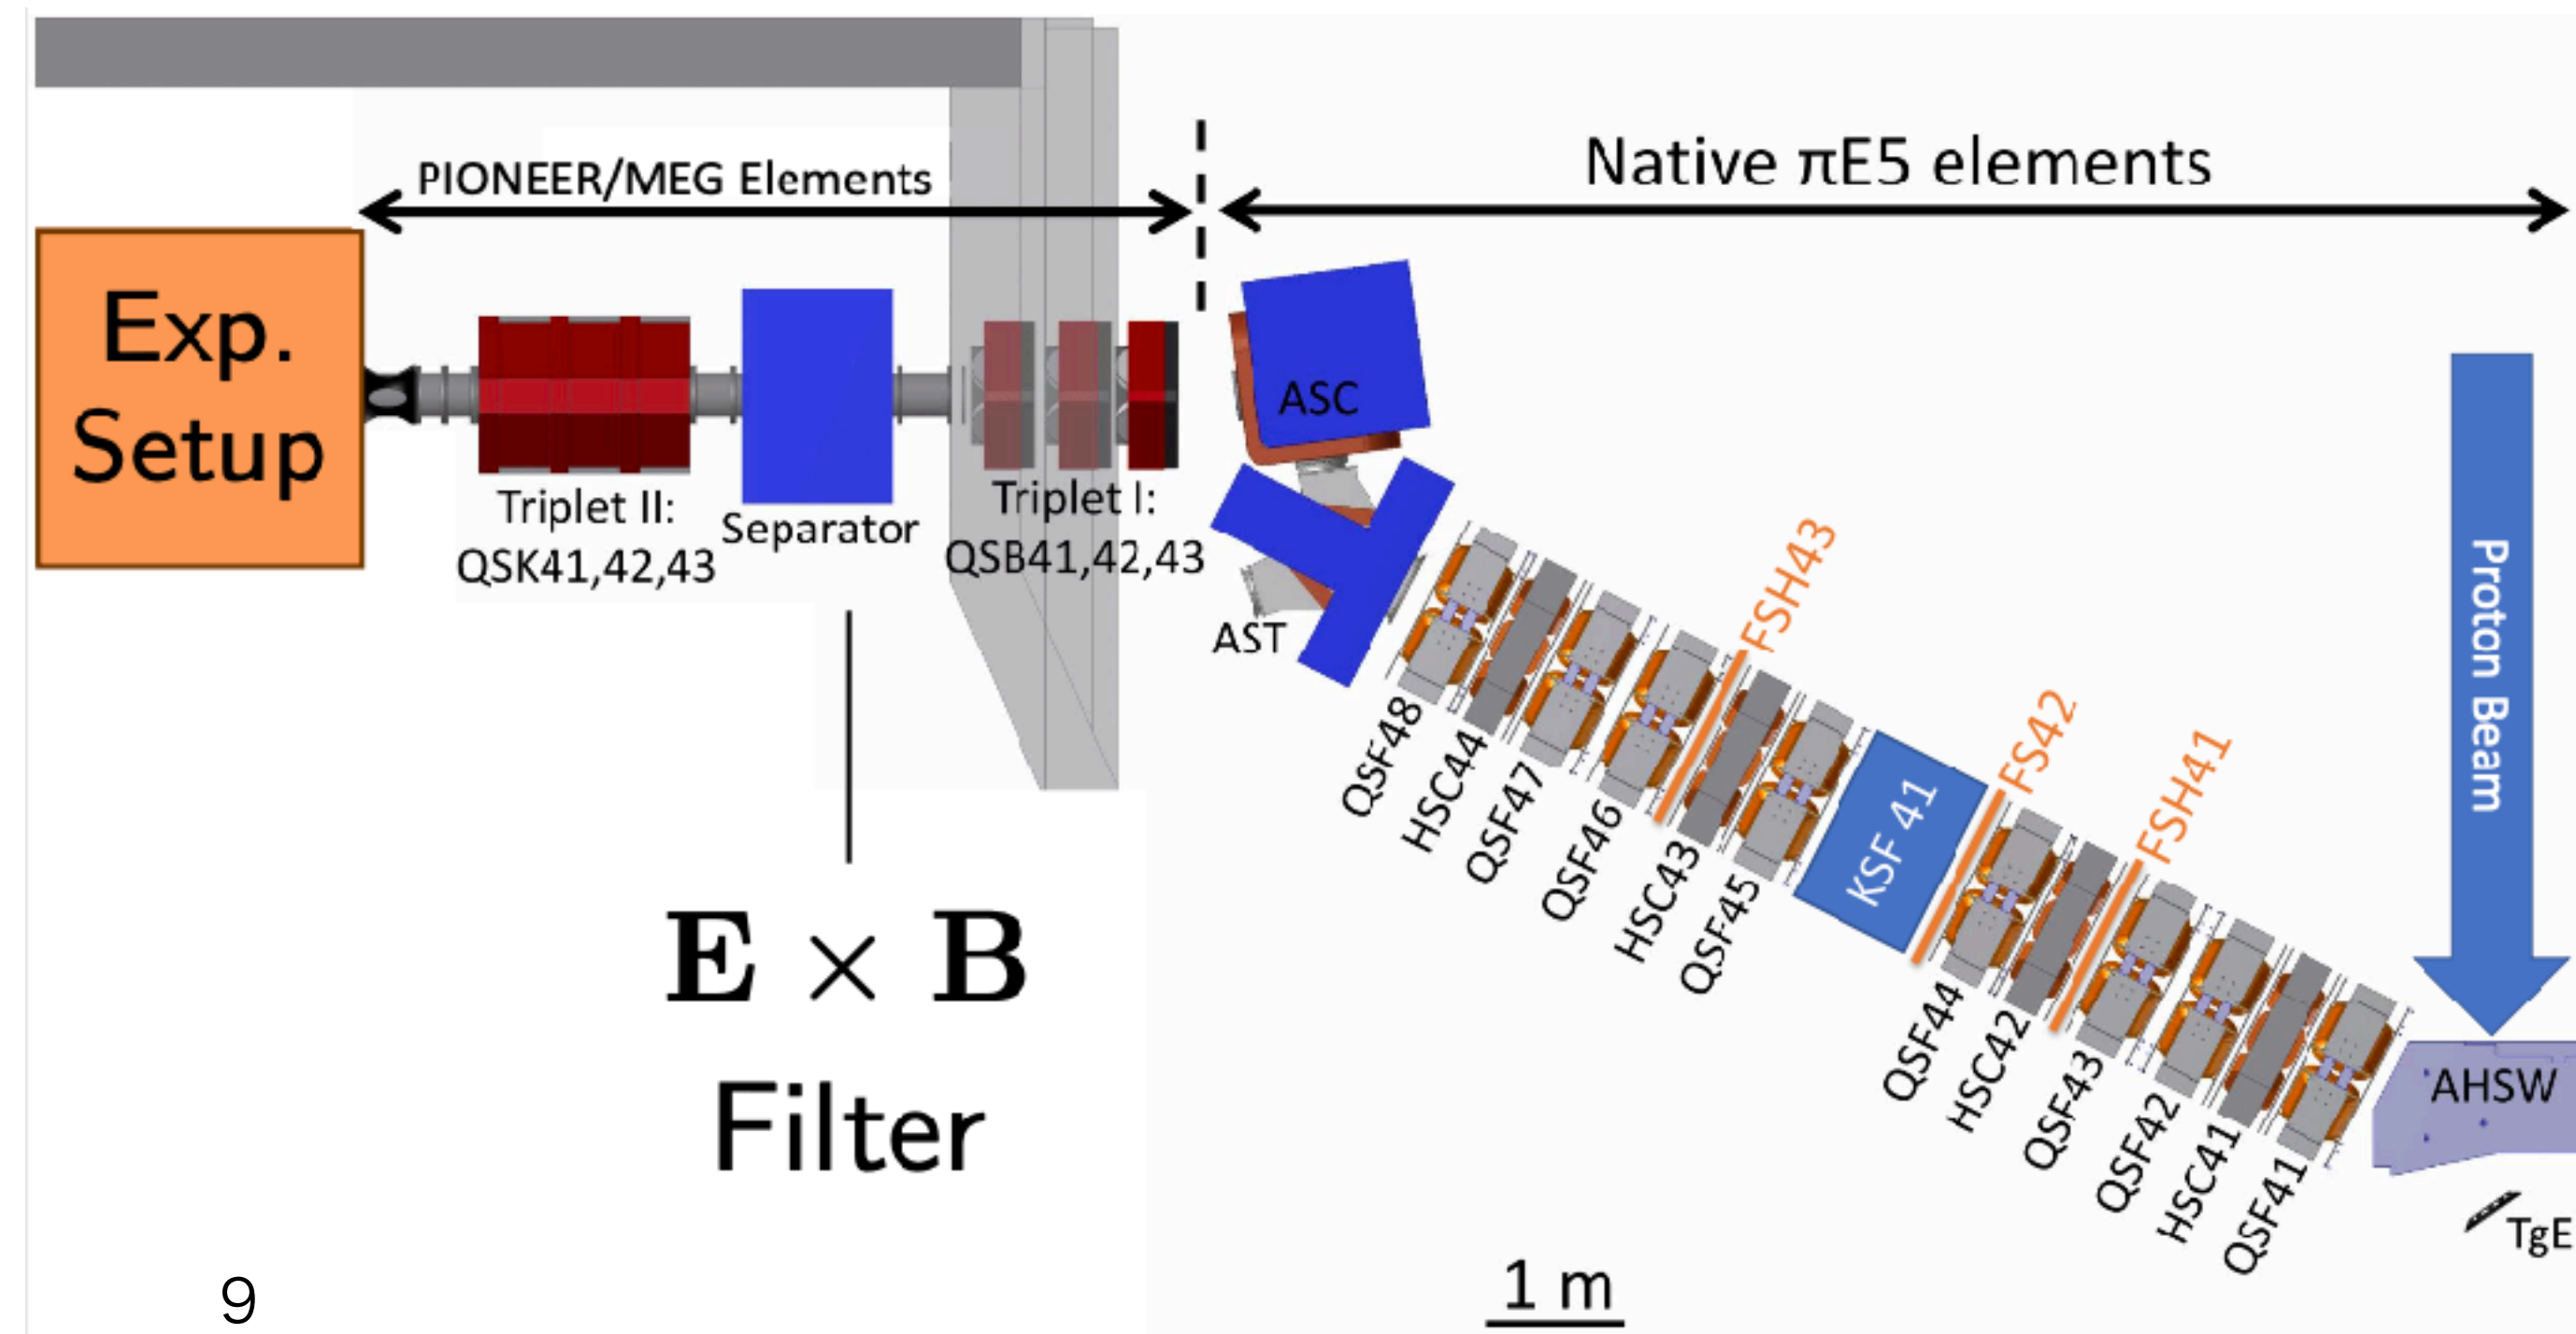 PIONEER/MEG Elements
Native πE5 elements
Exp.
Setup
Triplet II:
QSK41,42,43
Separator
Triplet I:
QSB41,42,43
ASC
AST
QSF48
HSC44
QSF47
QSF46
FSH43
HSC43
QSF45
KSF 41
FS42
QSF44
HSC42
FSH41
QSF43
QSF42
HSC41
QSF41
Proton Beam
AHSW
TgE
E × B
Filter
9
1 m